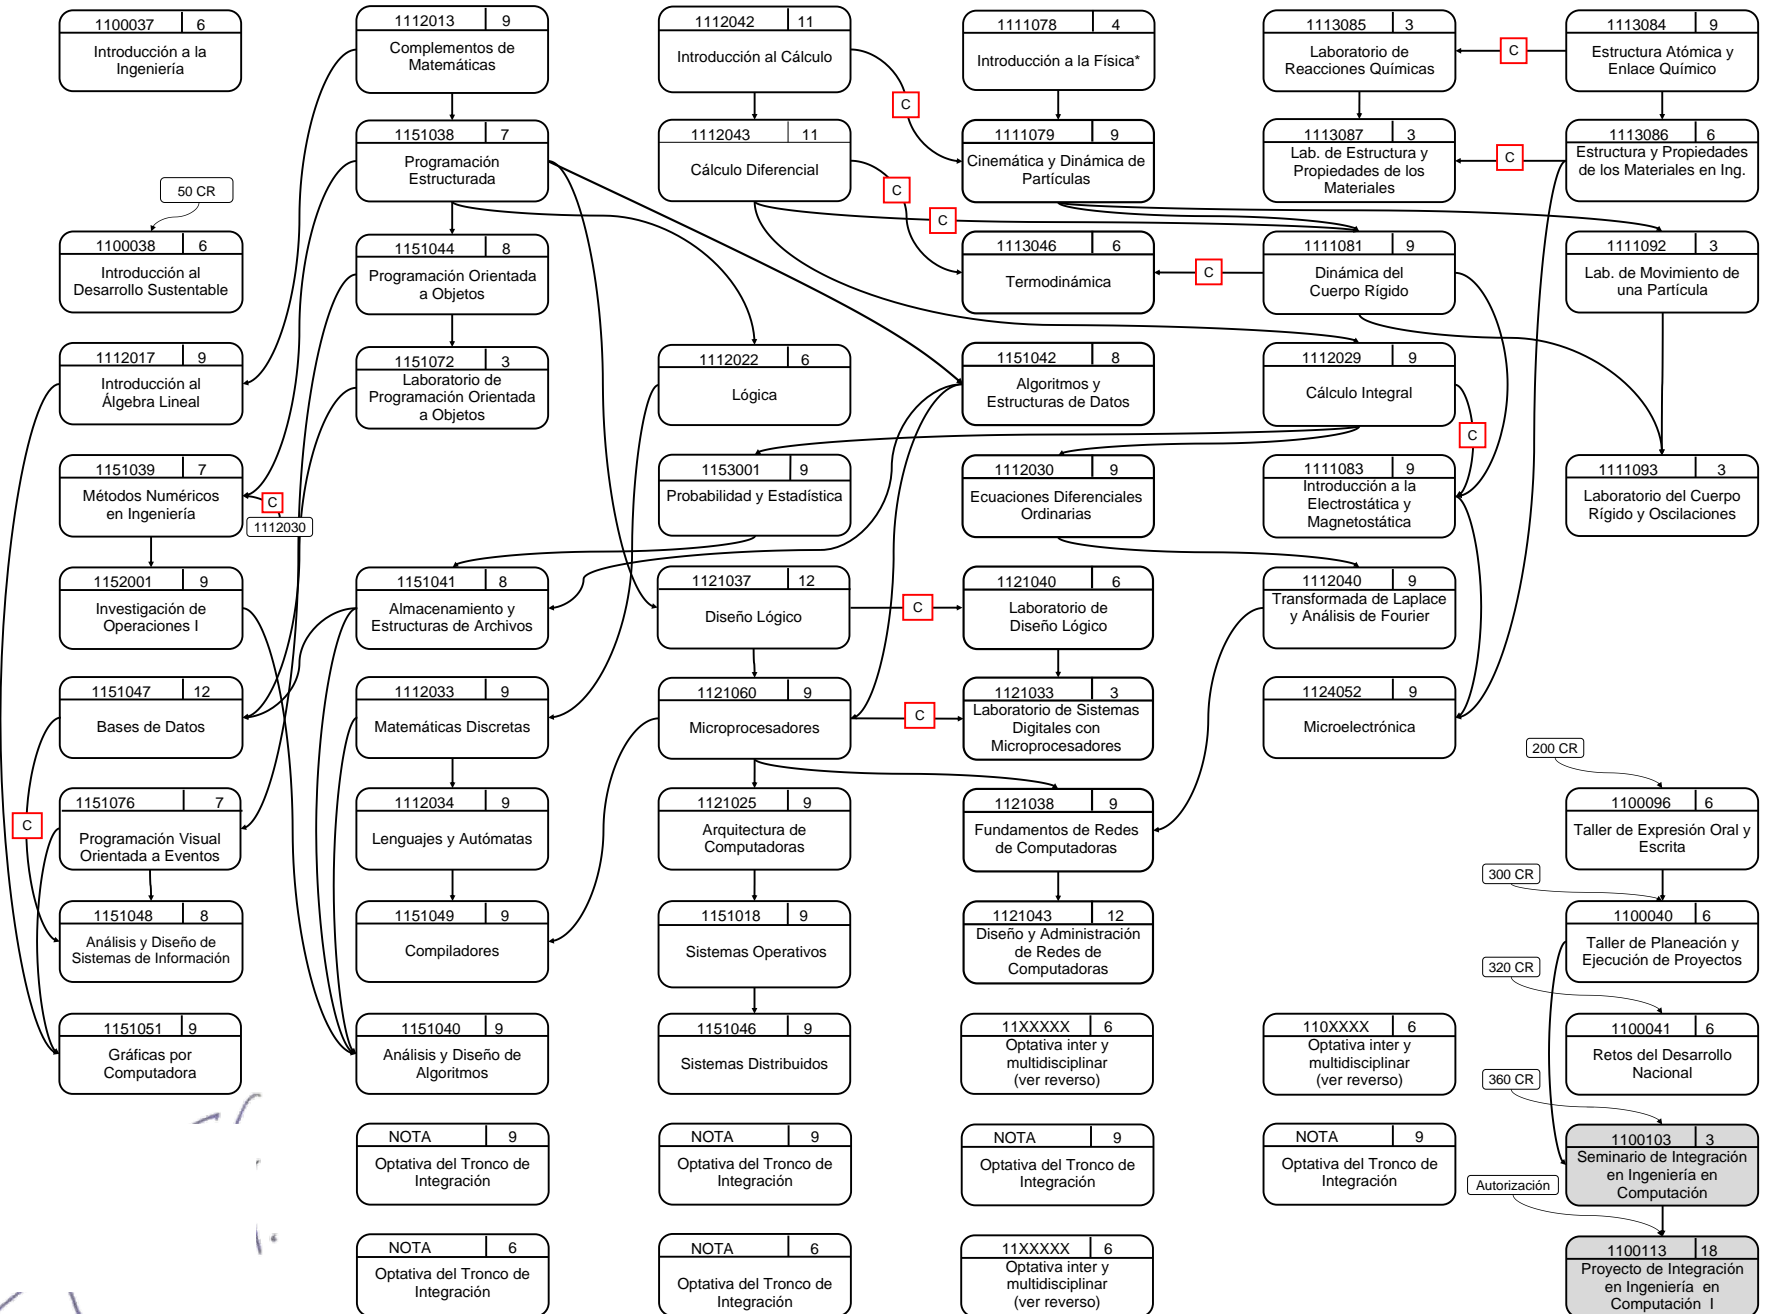 1100037 6
Introducción a la
Ingeniería
1112013 9
Complementos de
Matemáticas
1112042 11
Introducción al Cálculo
1111078 4
Introducción a la Física*
1113085 3
Laboratorio de
Reacciones Químicas
C
1113084 9
Estructura Atómica y
Enlace Químico
C
1151038 7
Programación
Estructurada
1112043 11
Cálculo Diferencial
1111079 9
Cinemática y Dinámica de
Partículas
1113087 3
Lab. de Estructura y
Propiedades de los
Materiales
C
1113086 6
Estructura y Propiedades
de los Materiales en Ing.
50 CR
C
C
1100038 6
Introducción al
Desarrollo Sustentable
1151044 8
Programación Orientada
a Objetos
1113046 6
Termodinámica
C
1111081 9
Dinámica del
Cuerpo Rígido
1111092 3
Lab. de Movimiento de
una Partícula
1112017 9
Introducción al
Álgebra Lineal
1151072 3
Laboratorio de
Programación Orientada
a Objetos
1112022 6
Lógica
1151042 8
Algoritmos y
Estructuras de Datos
1112029 9
Cálculo Integral
C
1151039 7
Métodos Numéricos
en Ingeniería
C
1112030
1153001 9
Probabilidad y Estadística
1112030 9
Ecuaciones Diferenciales
Ordinarias
1111083 9
Introducción a la
Electrostática y
Magnetostática
1111093 3
Laboratorio del Cuerpo
Rígido y Oscilaciones
1152001 9
Investigación de
Operaciones I
1151041 8
Almacenamiento y
Estructuras de Archivos
1121037 12
Diseño Lógico
C
1121040 6
Laboratorio de
Diseño Lógico
1112040 9
Transformada de Laplace
y Análisis de Fourier
1151047 12
Bases de Datos
1112033 9
Matemáticas Discretas
1121060 9
Microprocesadores
C
1121033 3
Laboratorio de Sistemas
Digitales con
Microprocesadores
1124052 9
Microelectrónica
200 CR
C
1151076 7
Programación Visual
Orientada a Eventos
1112034 9
Lenguajes y Autómatas
1121025 9
Arquitectura de
Computadoras
1121038 9
Fundamentos de Redes
de Computadoras
1100096 6
Taller de Expresión Oral y
Escrita
300 CR
1151048 8
Análisis y Diseño de
Sistemas de Información
1151049 9
Compiladores
1151018 9
Sistemas Operativos
1121043 12
Diseño y Administración
de Redes de
Computadoras
1100040 6
Taller de Planeación y
Ejecución de Proyectos
320 CR
1151051 9
Gráficas por
Computadora
1151040 9
Análisis y Diseño de
Algoritmos
1151046 9
Sistemas Distribuidos
11XXXXX 6
Optativa inter y
multidisciplinar
(ver reverso)
110XXXX 6
Optativa inter y
multidisciplinar
(ver reverso)
1100041 6
Retos del Desarrollo
Nacional
360 CR
NOTA 9
Optativa del Tronco de
Integración
NOTA 9
Optativa del Tronco de
Integración
NOTA 9
Optativa del Tronco de
Integración
NOTA 9
Optativa del Tronco de
Integración
1100103 3
Seminario de Integración
en Ingeniería en
Computación
Autorización
NOTA 6
Optativa del Tronco de
Integración
NOTA 6
Optativa del Tronco de
Integración
11XXXXX 6
Optativa inter y
multidisciplinar
(ver reverso)
1100113 18
Proyecto de Integración
en Ingeniería en
Computación I